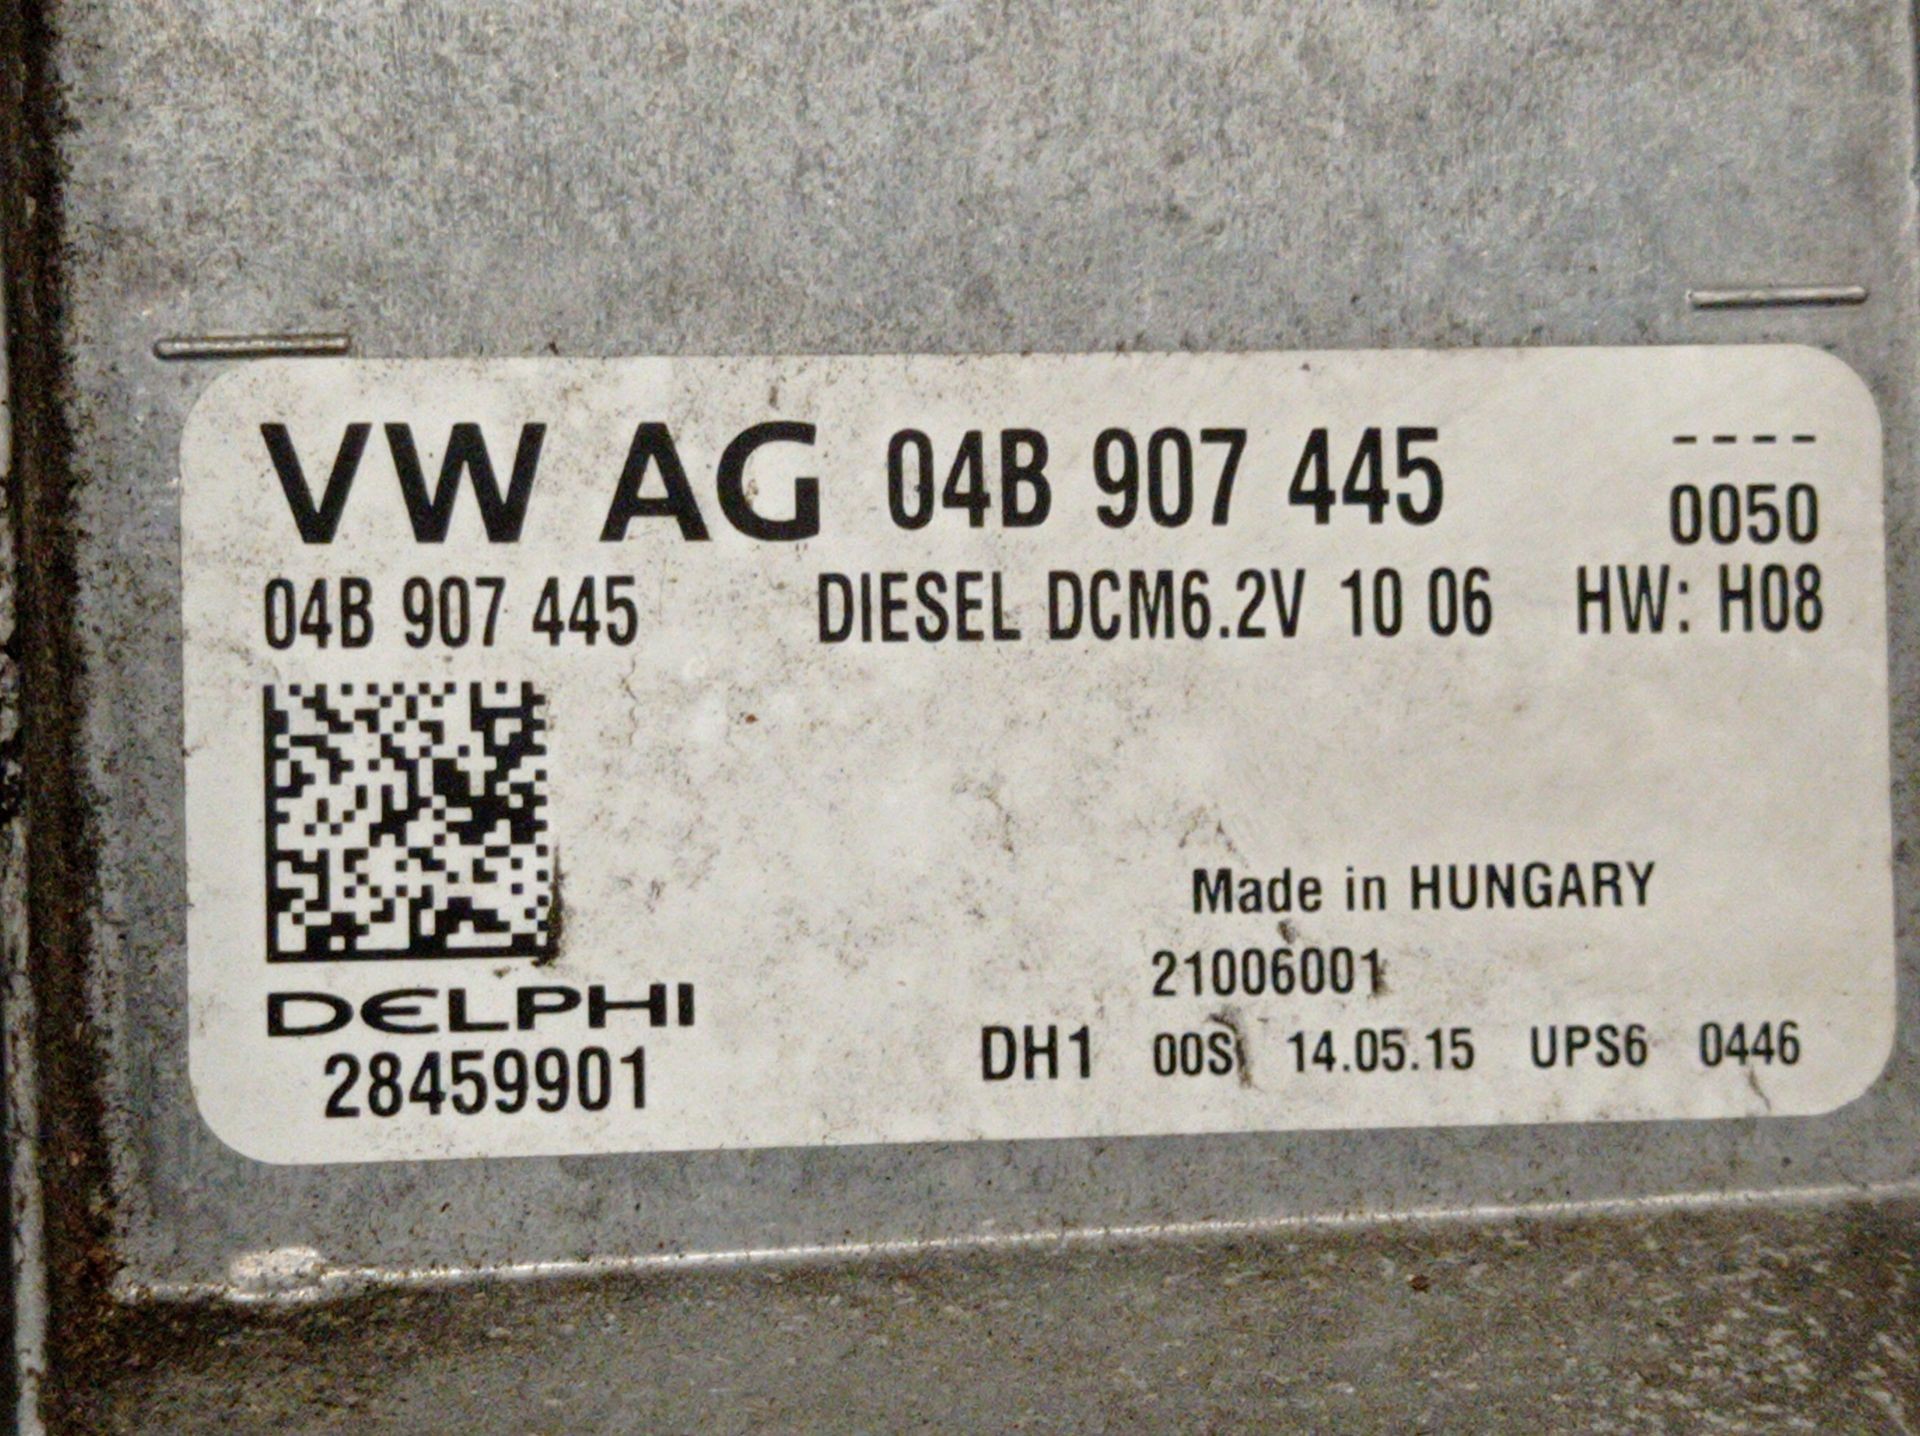 VW AG 04B 907 445 ----
0050
04B 907 445 DIESEL DCM6.2V 10 06 HW: H08
Made in HUNGARY
21006001
DELPHI
28459901
DH1 00S 14.05.15 UPS6 0446